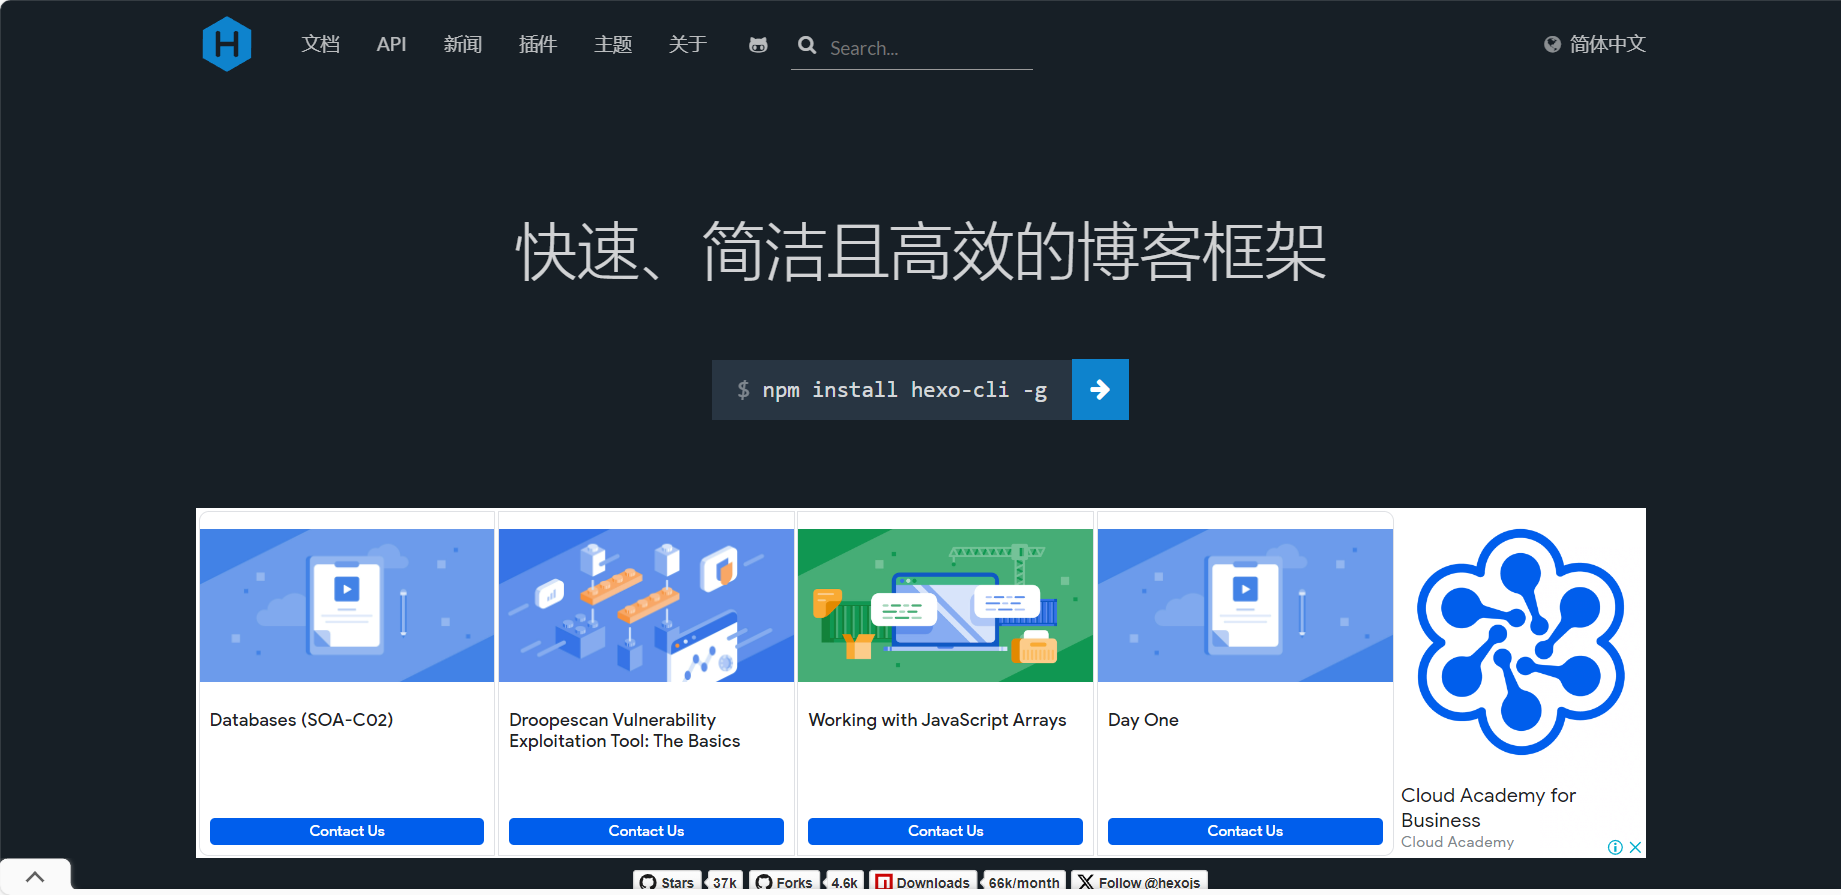 文档 API 新闻 插件 主题 关于 Search... 简体中文
快速、简洁且高效的博客框架
$ npm install hexo-cli -g
Databases (SOA-C02)
Contact Us
Droopescan Vulnerability
Exploitation Tool: The Basics
Contact Us
Working with JavaScript Arrays
Contact Us
Day One
Contact Us
Cloud Academy for
Business
Cloud Academy
Stars 37k Forks 4.6k Downloads 66k/month Follow @hexojs